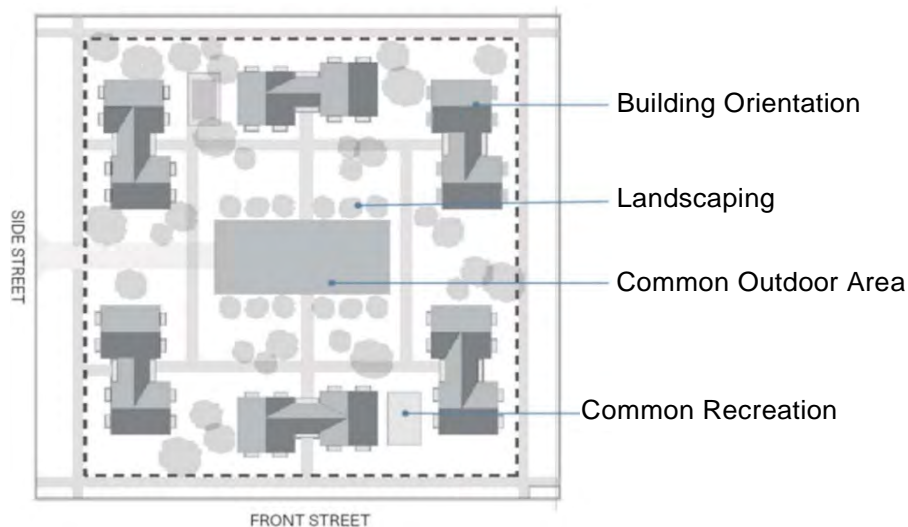 Building Orientation
Landscaping
SIDE STREET
Common Outdoor Area
Common Recreation
FRONT STREET